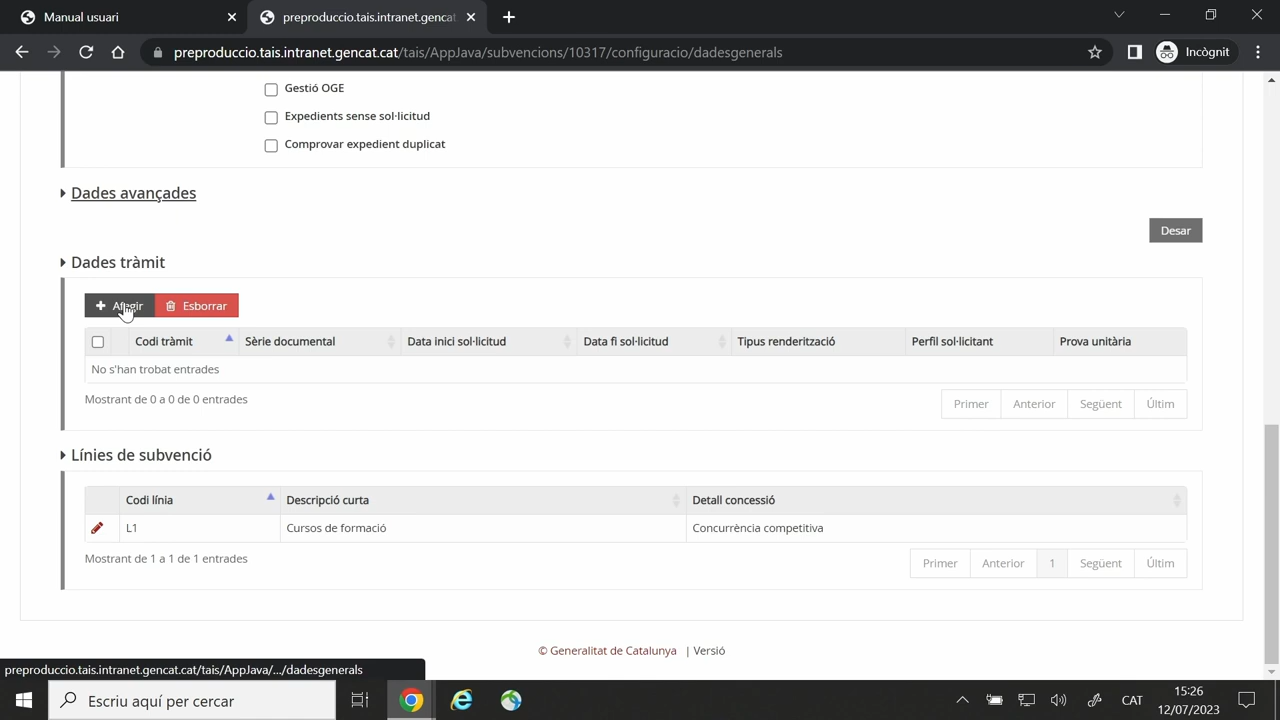 Manual usuari
preproduccio.tais.intranet.gencat
preproduccio.tais.intranet.gencat.cat/tais/AppJava/subvencions/10317/configuracio/dadesgenerals
Incògnit
Gestió OGE
Expedients sense sol·licitud
Comprovar expedient duplicat
Dades avançades
Desar
Dades tràmit
Afegir Esborrar
Codi tràmit Sèrie documental Data inici sol·licitud Data fi sol·licitud Tipus renderització Perfil sol·licitant Prova unitària
No s'han trobat entrades
Mostrant de 0 a 0 de 0 entrades
Primer Anterior Següent Últim
Línies de subvenció
Codi línia Descripció curta Detall concessió
L1 Cursos de formació Concurrència competitiva
Mostrant de 1 a 1 de 1 entrades
Primer Anterior 1 Següent Últim
© Generalitat de Catalunya | Versió
preproduccio.tais.intranet.gencat.cat/tais/AppJava/.../dadesgenerals
Escriu aquí per cercar
CAT
15:26
12/07/2023